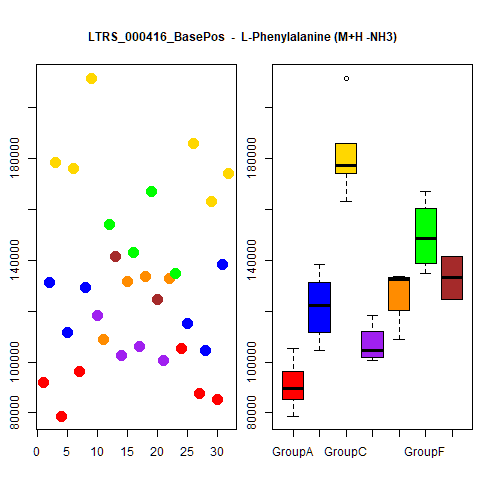 LTRS_000416_BasePos - L-Phenylalanine (M+H -NH3)
180000
140000
100000
80000
0 5 10 15 20 25 30
180000
140000
100000
80000
GroupA GroupC GroupF